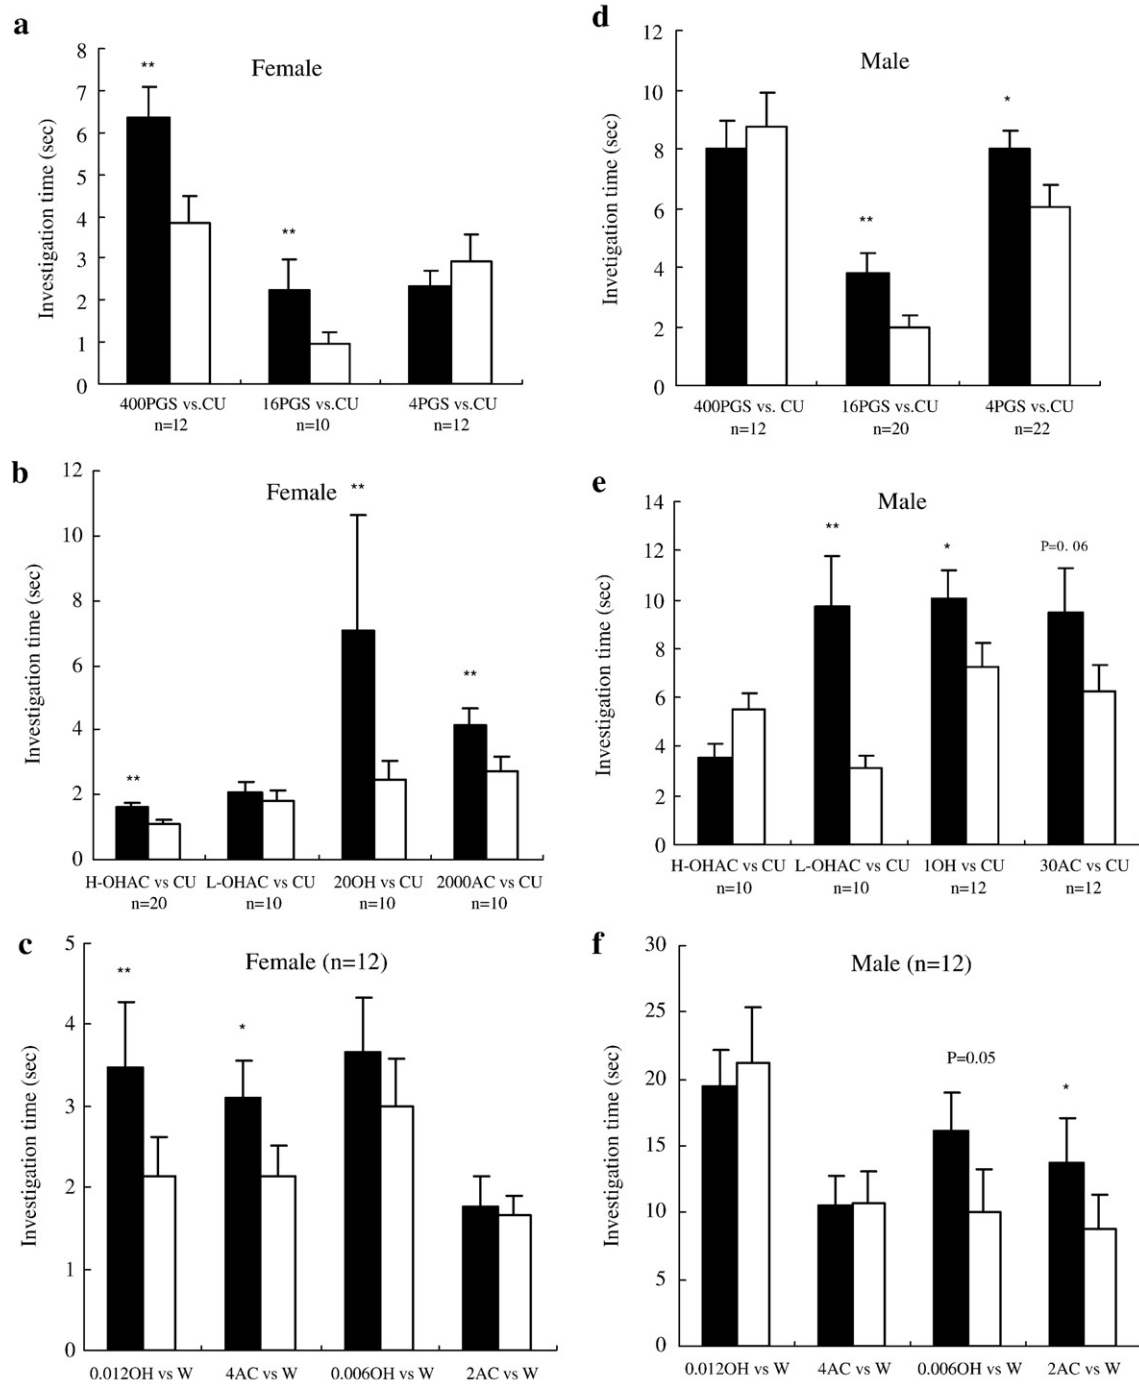 a
Female
Investigation time (sec)
8
7
6
5
4
3
2
1
0
**
**
400PGS vs.CU 16PGS vs.CU 4PGS vs.CU
n=12 n=10 n=12
b
Female
Investigation time (sec)
12
10
8
6
4
2
0
**
**
**
**
H-OHAC vs CU L-OHAC vs CU 20OH vs CU 2000AC vs CU
n=20 n=10 n=10 n=10
c
Female (n=12)
Investigation time (sec)
5
4
3
2
1
0
**
*
0.012OH vs W 4AC vs W 0.006OH vs W 2AC vs W
d
Male
Invetigation time (sec)
12
10
8
6
4
2
0
**
*
400PGS vs. CU 16PGS vs.CU 4PGS vs.CU
n=12 n=20 n=22
e
Male
Investigation time (sec)
14
12
10
8
6
4
2
0
**
*
P=0. 06
H-OHAC vs CU L-OHAC vs CU 1OH vs CU 30AC vs CU
n=10 n=10 n=12 n=12
f
Male (n=12)
Investigation time (sec)
30
25
20
15
10
5
0
P=0.05
*
0.012OH vs W 4AC vs W 0.006OH vs W 2AC vs W